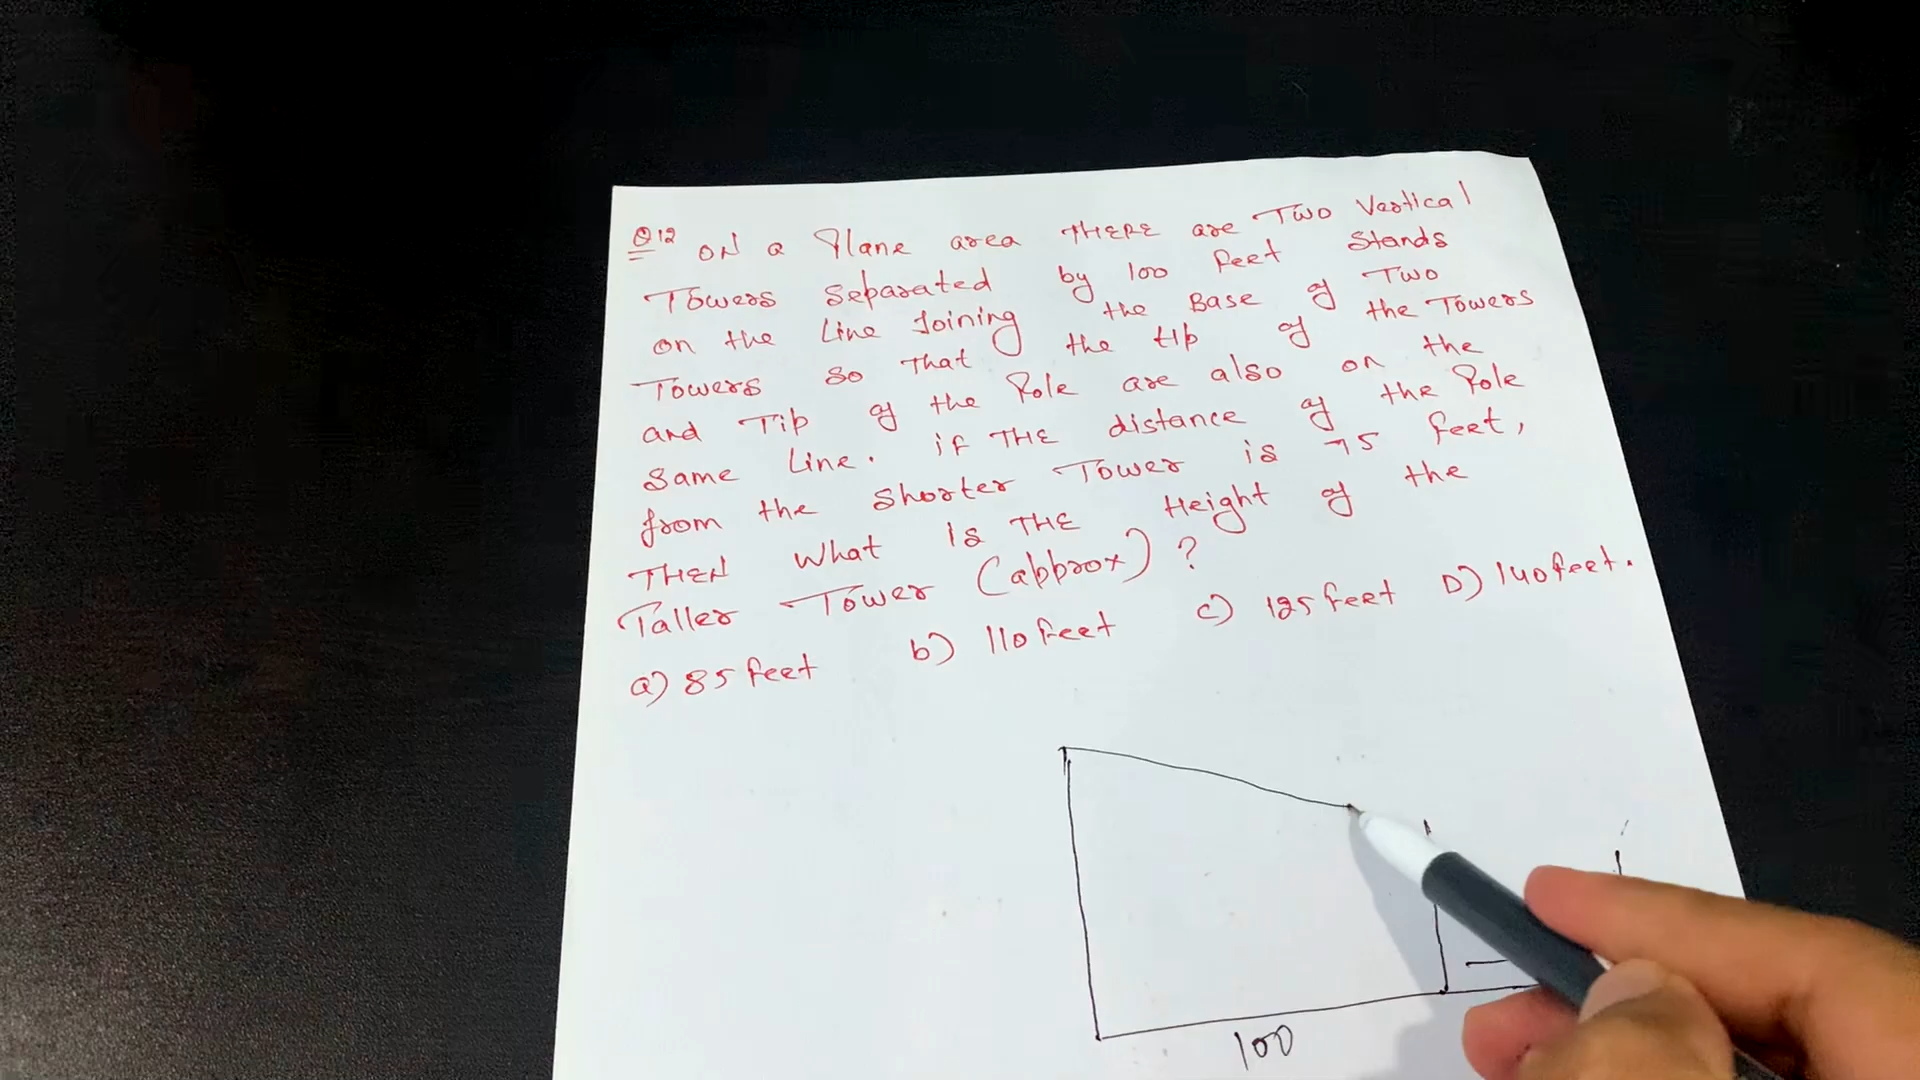 Q12 ON a Plane area THERE are Two Vertical
Towers Separated by 100 feet Stands
on the Line Joining the Base of Two
Towers so that the tip of the Towers
and Tip of the Pole are also on the
Same Line. if THE distance of the Pole
from the Shorter Tower is 75 feet,
THEN What is THE Height of the
Taller Tower (approx) ?
a) 85 feet b) 110 feet c) 125 feet D) 140 feet.
100